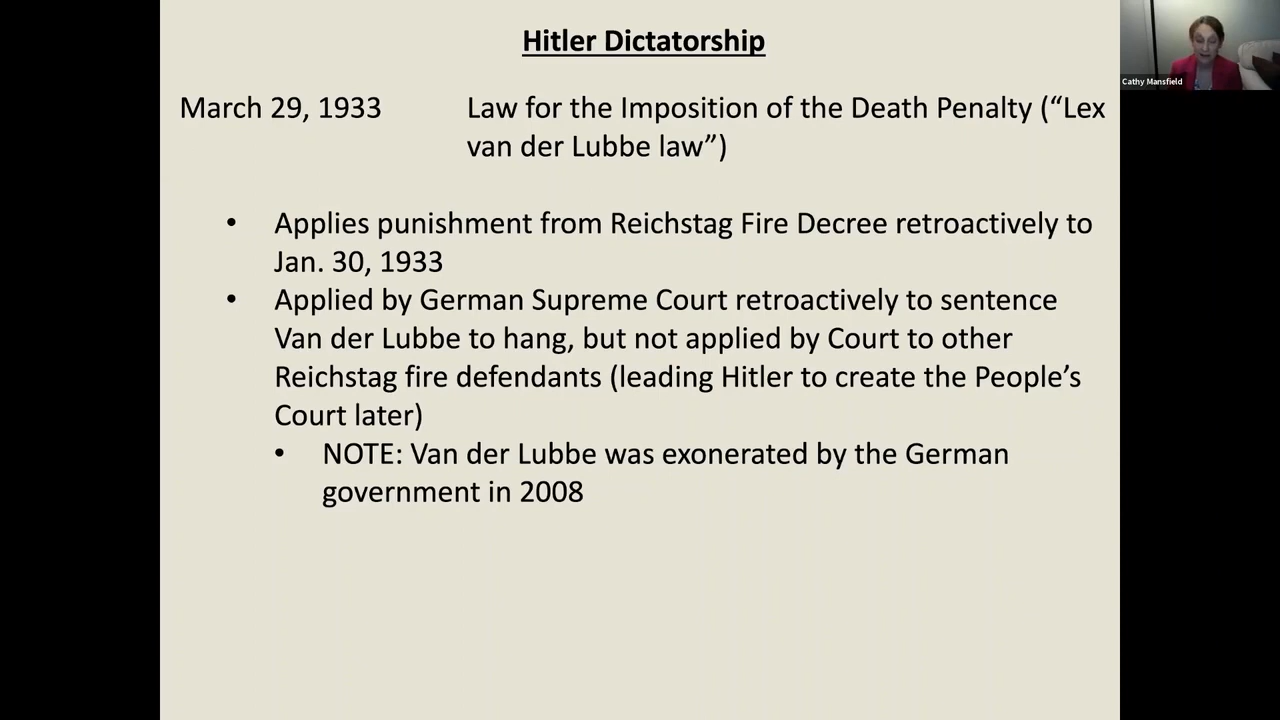 Hitler Dictatorship
Cathy Mansfield
March 29, 1933 Law for the Imposition of the Death Penalty (“Lex
van der Lubbe law”)
• Applies punishment from Reichstag Fire Decree retroactively to
Jan. 30, 1933
• Applied by German Supreme Court retroactively to sentence
Van der Lubbe to hang, but not applied by Court to other
Reichstag fire defendants (leading Hitler to create the People’s
Court later)
• NOTE: Van der Lubbe was exonerated by the German
government in 2008